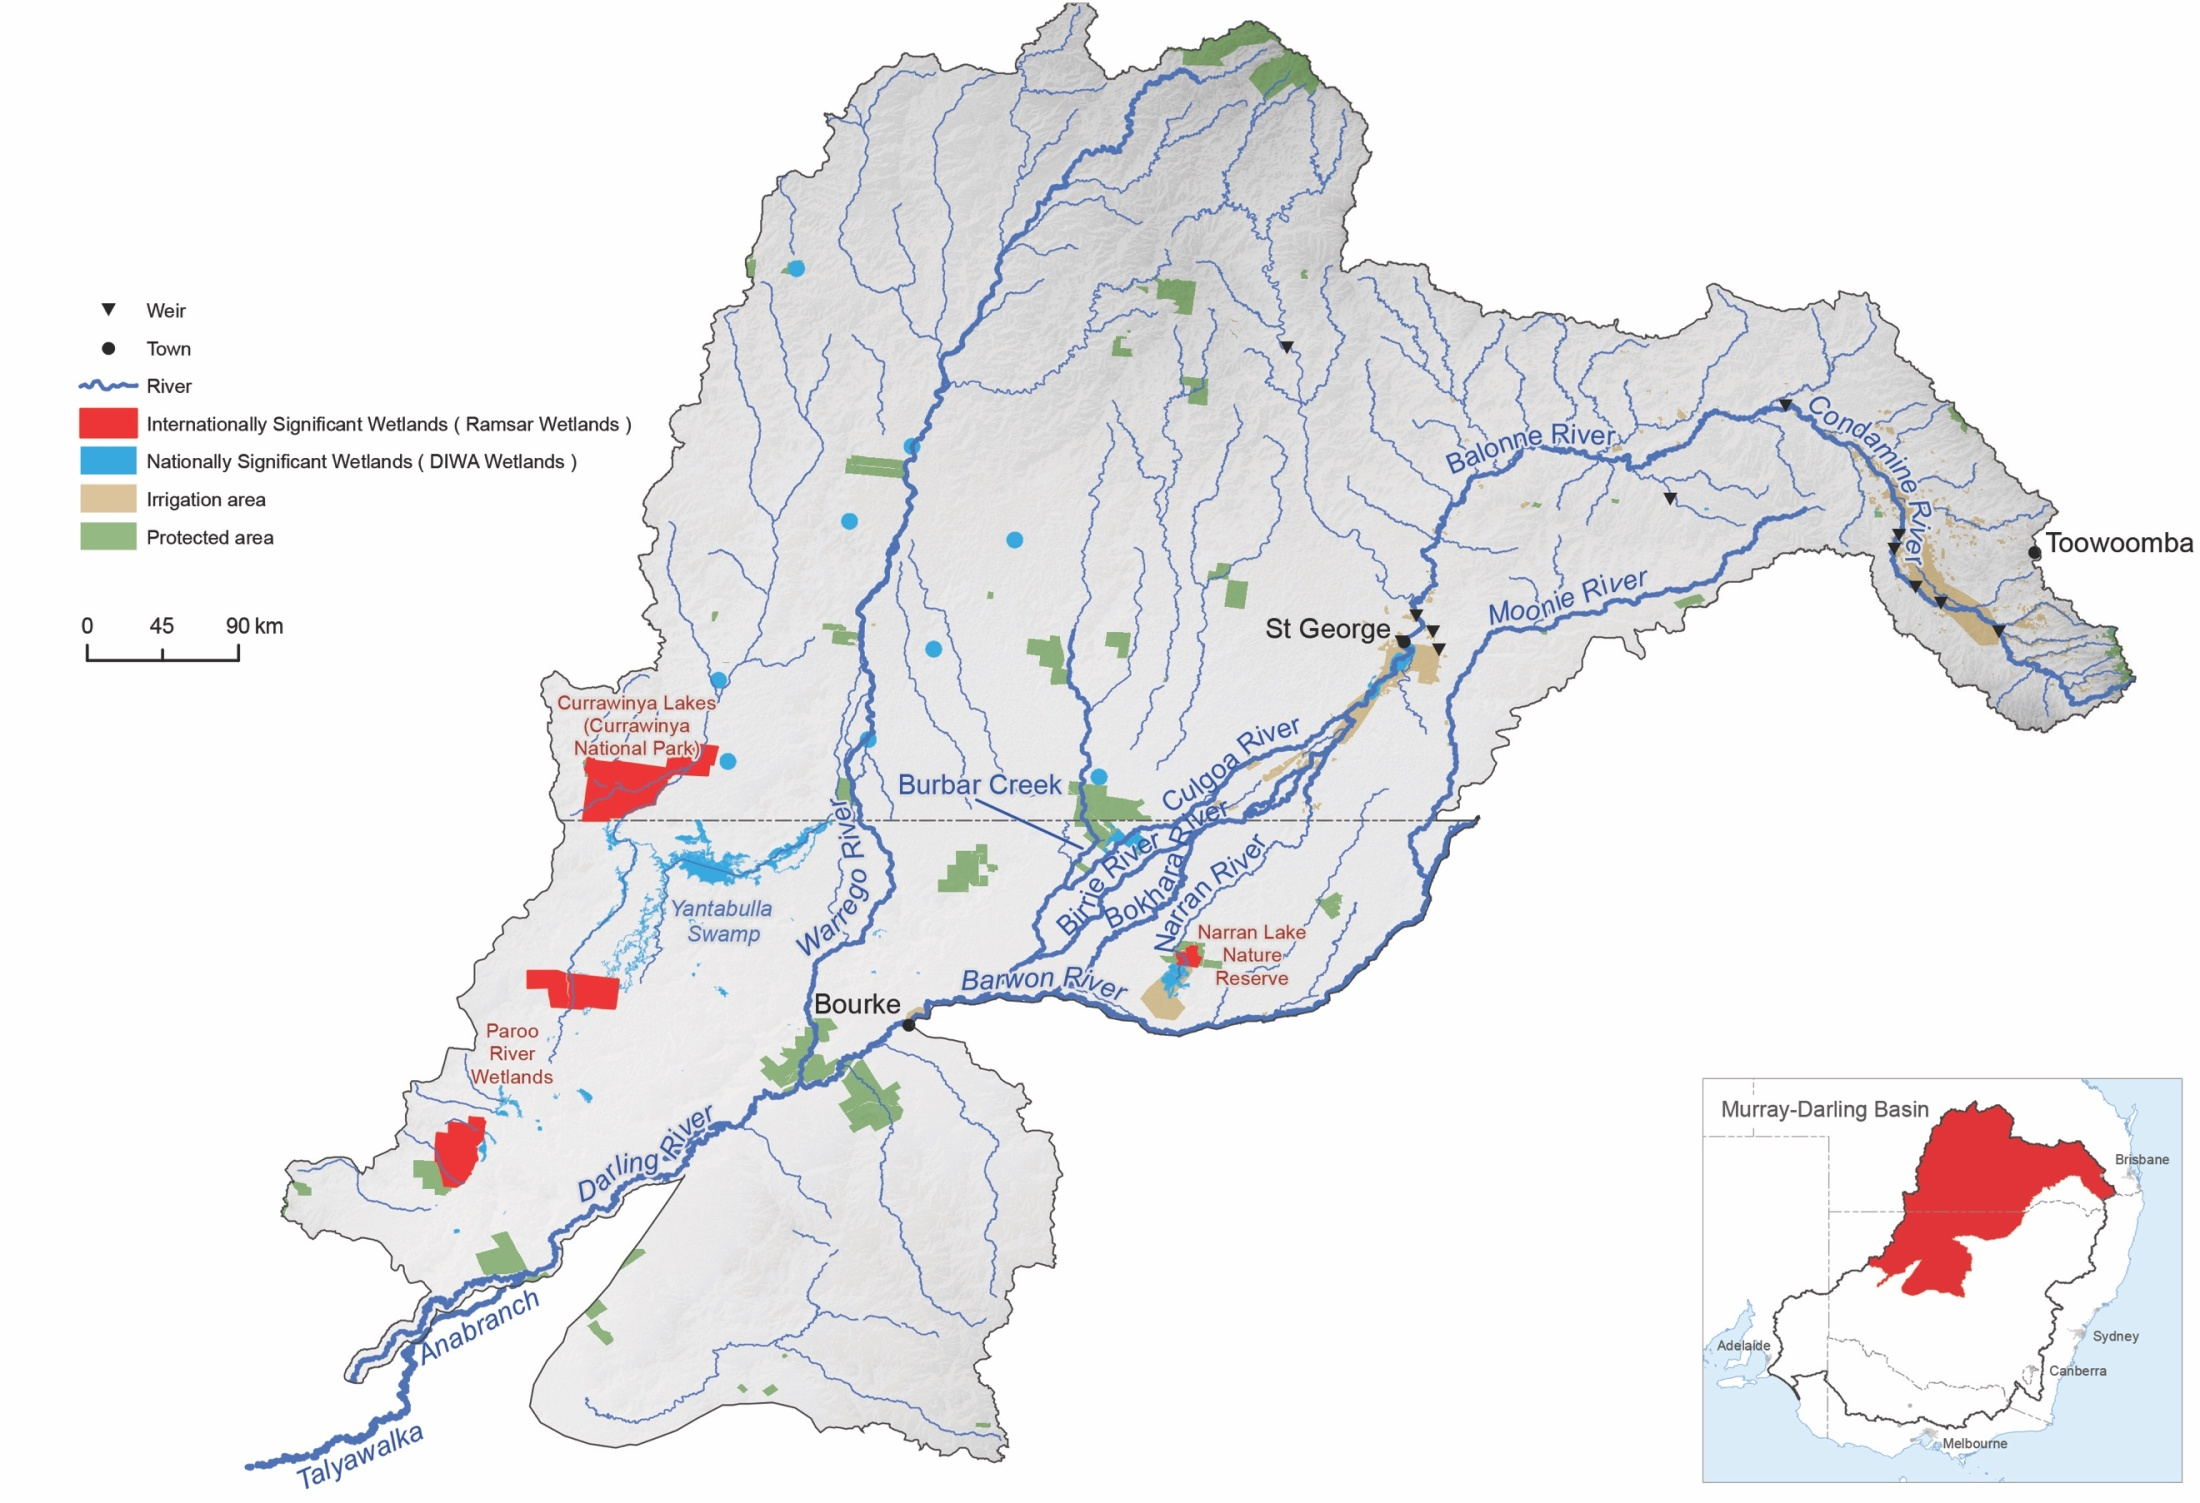 Weir
Town
River
Internationally Significant Wetlands ( Ramsar Wetlands )
Nationally Significant Wetlands ( DIWA Wetlands )
Irrigation area
Protected area
0 45 90 km
Condamine River
Balonne River
Toowoomba
Moonie River
St George
Currawinya Lakes
(Currawinya
National Park)
Culgoa River
Burbar Creek
Birrie River
Bokhara River
Narran River
Warrego River
Yantabulla
Swamp
Narran Lake
Nature
Reserve
Barwon River
Bourke
Paroo
River
Wetlands
Darling River
Anabranch
Talyawalka
Murray-Darling Basin
Brisbane
Sydney
Adelaide
Canberra
Melbourne